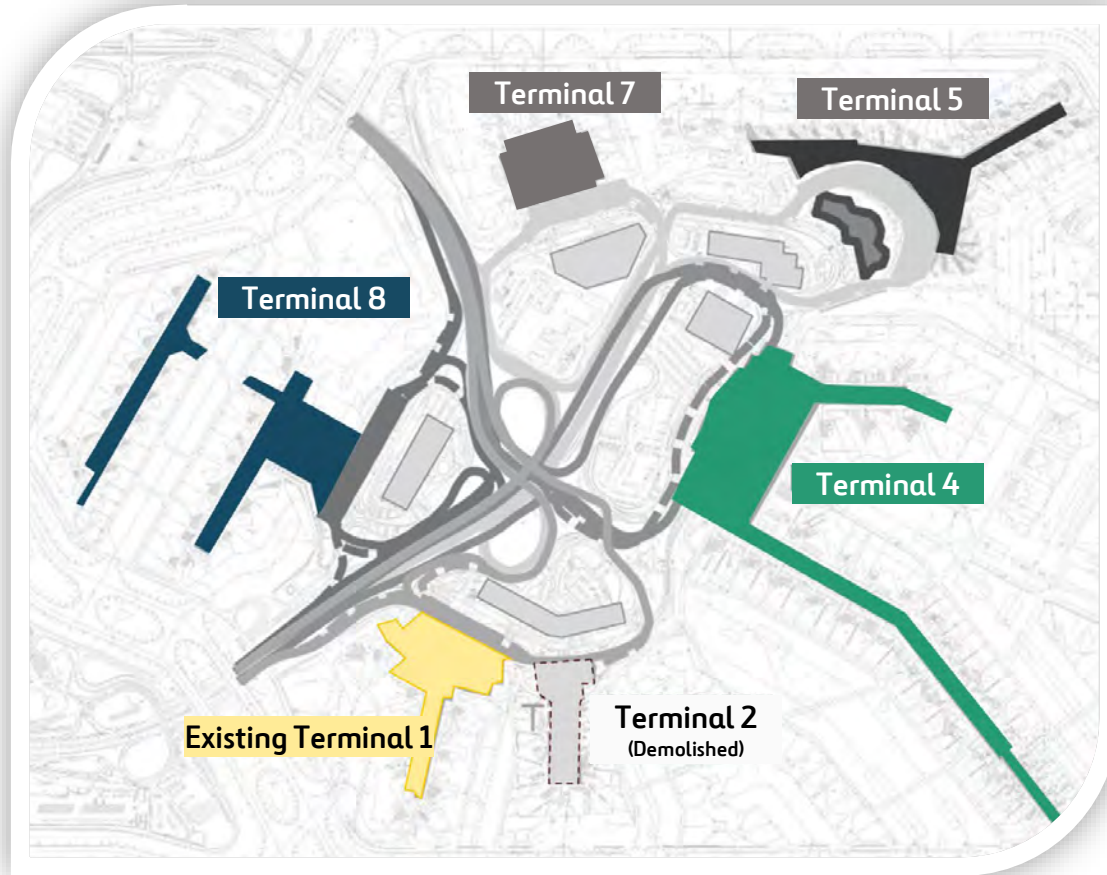 Terminal 7
Terminal 5
Terminal 8
Terminal 4
Existing Terminal 1
Terminal 2
(Demolished)